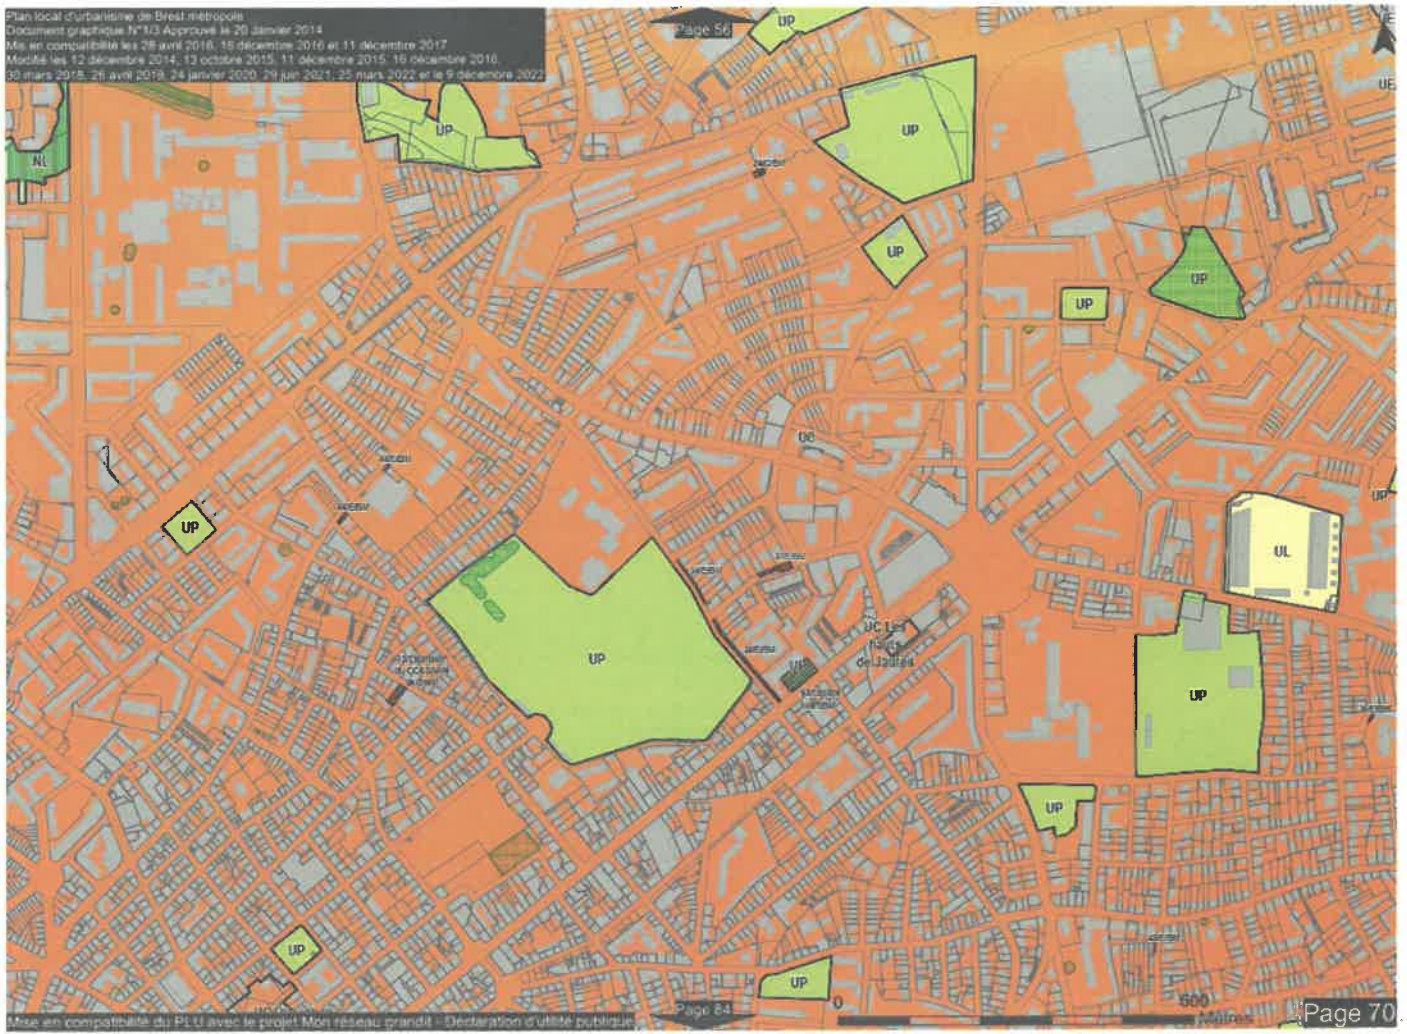 Plan local d'urbanisme de Brest métropole
Document graphique N°1/3 Approuvé le 20 Janvier 2014
Mis en compatibilité les 28 avril 2016, 16 décembre 2016 et 11 décembre 2017
Modifié les 12 décembre 2014, 13 octobre 2015, 11 décembre 2015, 16 décembre 2016,
30 mars 2018, 26 avril 2019, 24 janvier 2020, 29 juin 2021, 25 mars 2022 et le 9 décembre 2022
Page 56
UP
UE
UP
UP
NL
UP
UP
UP
UC
UP
UP
UL
UC Les
hauts
de Jaurès
UP
UP
UP
UP
UP
0
600
Mètres
Page 84
Page 70
Mise en compatibilité du PLU avec le projet Mon réseau grandit - Déclaration d'utilité publique